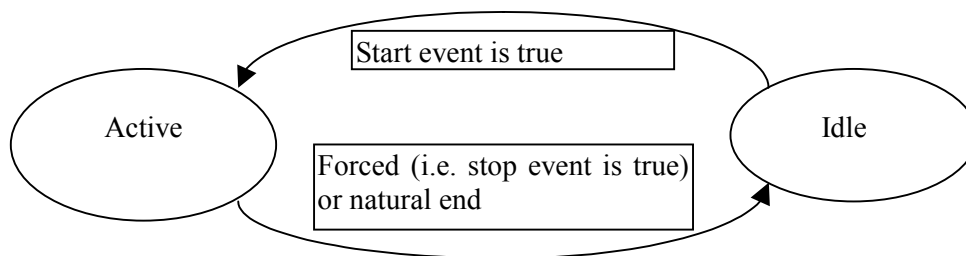 Start event is true
Active
Idle
Forced (i.e. stop event is true)
or natural end